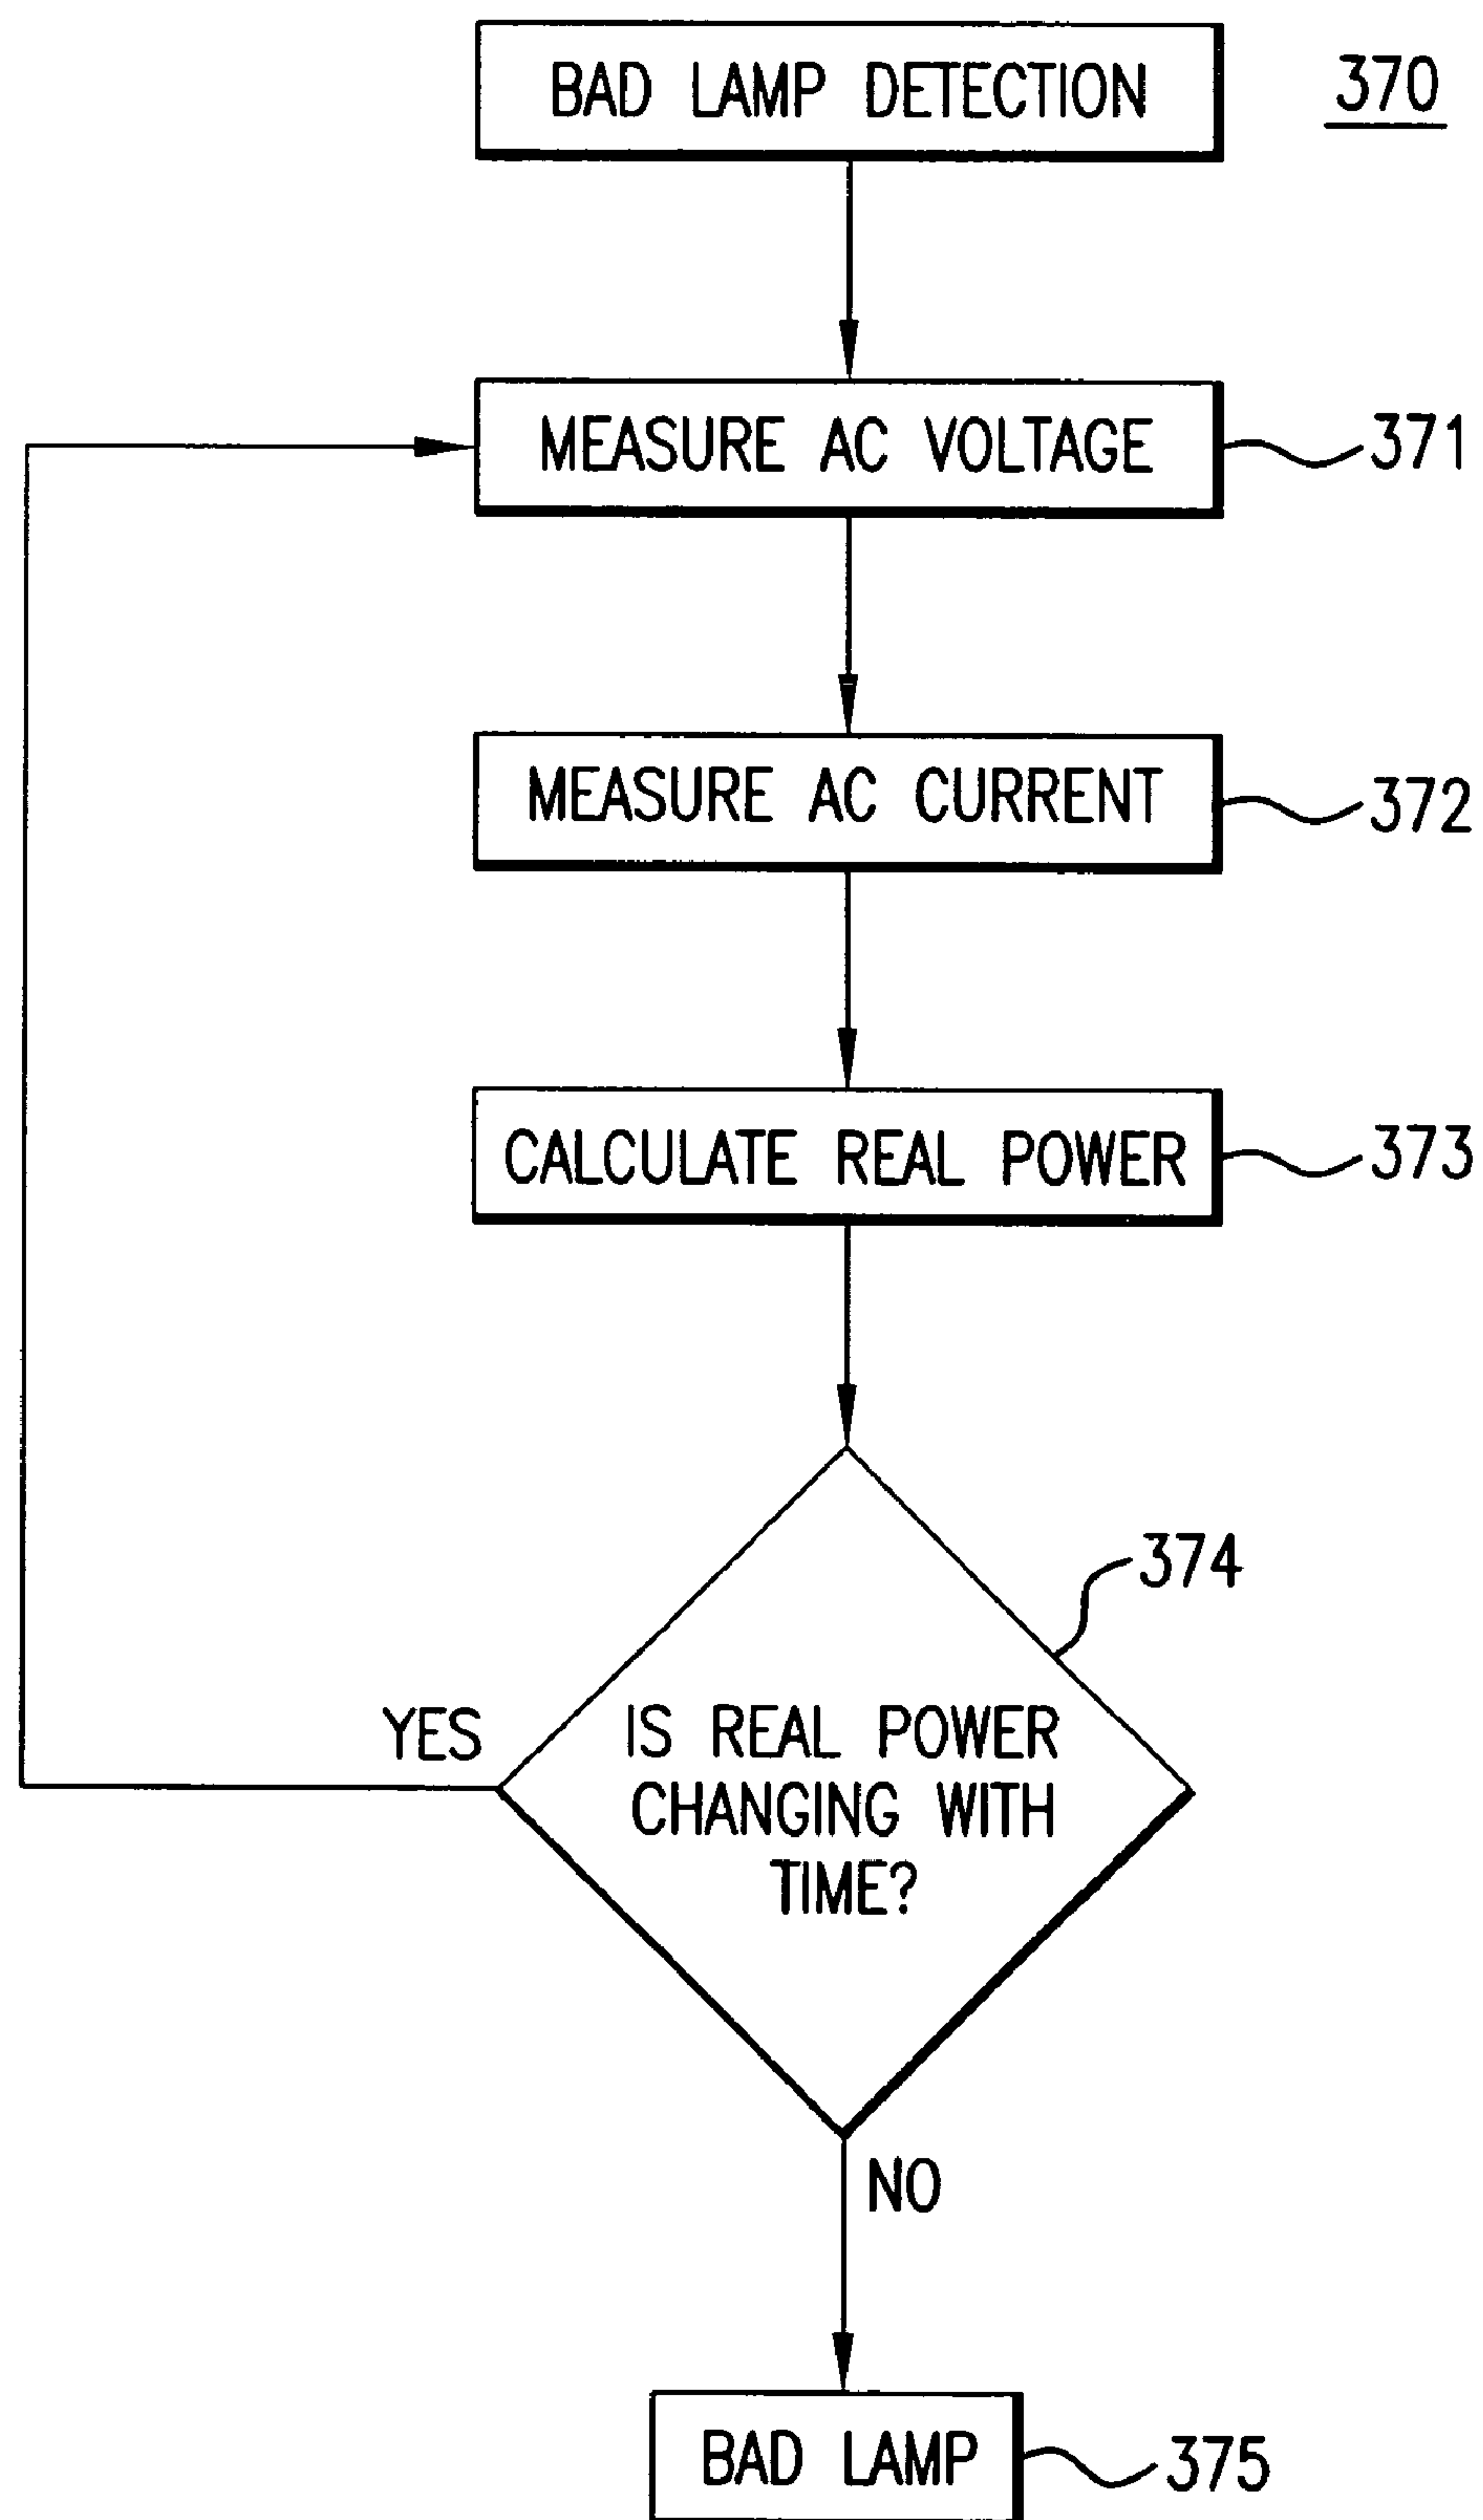 BAD LAMP DETECTION
370
MEASURE AC VOLTAGE
371
MEASURE AC CURRENT
372
CALCULATE REAL POWER
373
374
YES
IS REAL POWER
CHANGING WITH
TIME?
NO
BAD LAMP
375